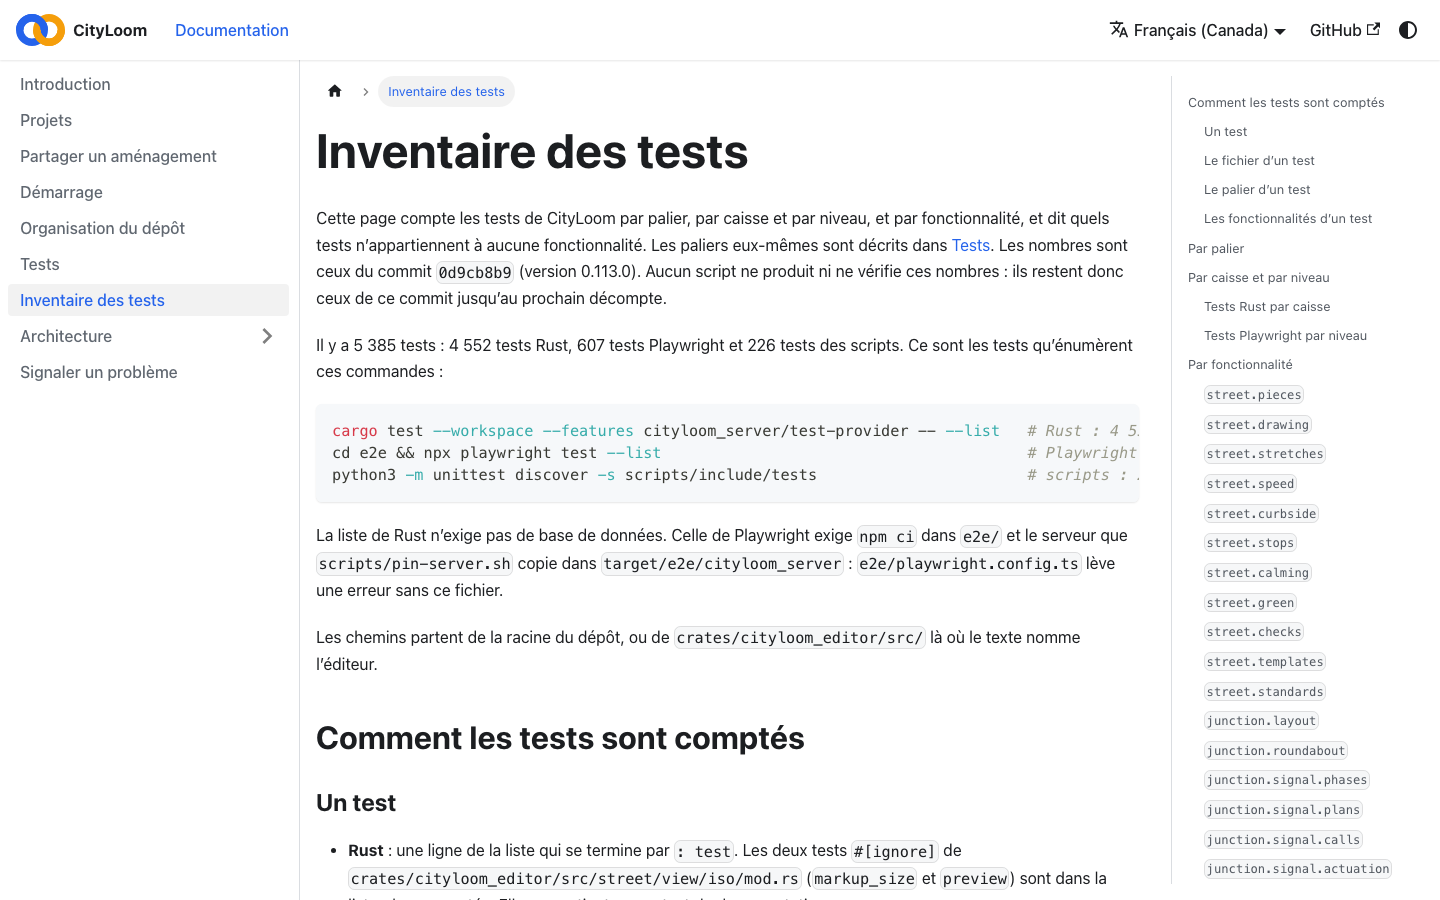 CityLoom
Documentation
Français (Canada)
GitHub
Introduction
Projets
Partager un aménagement
Démarrage
Organisation du dépôt
Tests
Inventaire des tests
Architecture
Signaler un problème
Inventaire des tests
Inventaire des tests
Cette page compte les tests de CityLoom par palier, par caisse et par niveau, et par fonctionnalité, et dit quels
tests n’appartiennent à aucune fonctionnalité. Les paliers eux-mêmes sont décrits dans Tests. Les nombres sont
ceux du commit 0d9cb8b9 (version 0.113.0). Aucun script ne produit ni ne vérifie ces nombres : ils restent donc
ceux de ce commit jusqu’au prochain décompte.
Il y a 5 385 tests : 4 552 tests Rust, 607 tests Playwright et 226 tests des scripts. Ce sont les tests qu’énumèrent
ces commandes :
cargo test --workspace --features cityloom_server/test-provider -- --list # Rust : 4 5
cd e2e && npx playwright test --list # Playwright
python3 -m unittest discover -s scripts/include/tests # scripts :
La liste de Rust n’exige pas de base de données. Celle de Playwright exige npm ci dans e2e/ et le serveur que
scripts/pin-server.sh copie dans target/e2e/cityloom_server : e2e/playwright.config.ts lève
une erreur sans ce fichier.
Les chemins partent de la racine du dépôt, ou de crates/cityloom_editor/src/ là où le texte nomme
l’éditeur.
Comment les tests sont comptés
Un test
Rust : une ligne de la liste qui se termine par : test. Les deux tests #[ignore] de
crates/cityloom_editor/src/street/view/iso/mod.rs (markup_size et preview) sont dans la
Comment les tests sont comptés
Un test
Le fichier d’un test
Le palier d’un test
Les fonctionnalités d’un test
Par palier
Par caisse et par niveau
Tests Rust par caisse
Tests Playwright par niveau
Par fonctionnalité
street.pieces
street.drawing
street.stretches
street.speed
street.curbside
street.stops
street.calming
street.green
street.checks
street.templates
street.standards
junction.layout
junction.roundabout
junction.signal.phases
junction.signal.plans
junction.signal.calls
junction.signal.actuation